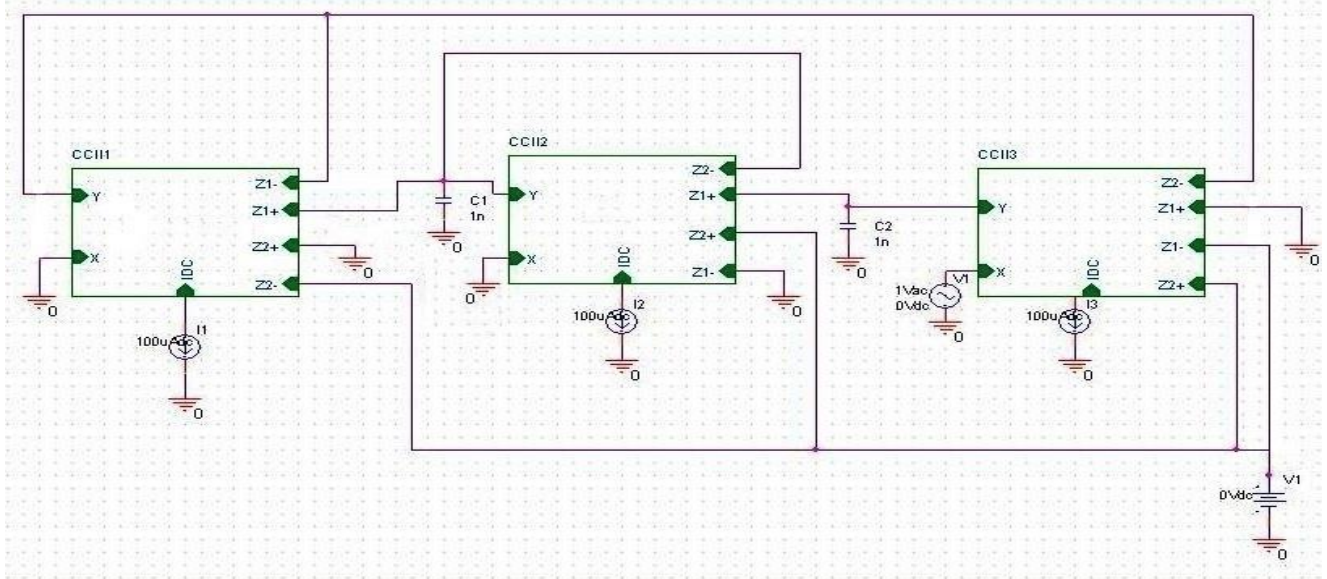 CCII1
Y
X
Z1-
Z1+
Z2+
Z2-
IDC
I1
100uAdc
0
0
0
C1
1n
0
CCII2
Y
X
Z2-
Z1+
Z2+
Z1-
IDC
I2
100uAdc
0
0
0
C2
1n
0
CCII3
Y
X
Z2-
Z1+
Z1-
Z2+
IDC
I3
100uAdc
0
V1
1Vac
0Vdc
0
0
V1
0Vdc
0